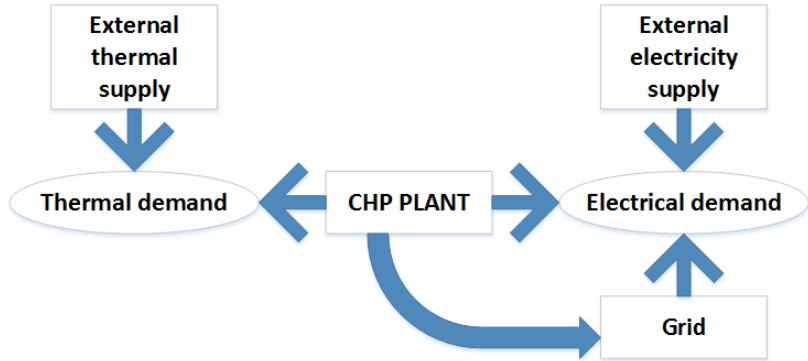 External
thermal
supply
External
electricity
supply
Thermal demand
CHP PLANT
Electrical demand
Grid